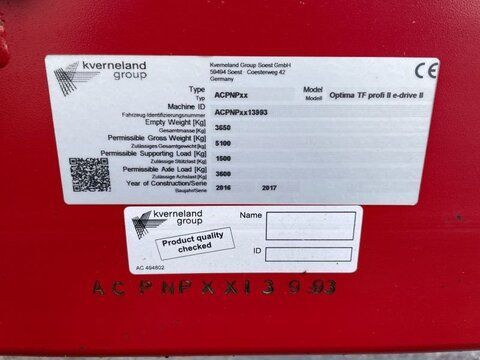 kverneland
group
Kverneland Group Soest GmbH
59494 Soest Coesterweg 42
Germany
CE
Type ACPNPxx Model Optima TF profi II e-drive II
Typ Modell
Machine ID ACPNPxx13993
Fahrzeug-Identifizierungsnummer
Empty Weight [Kg] 3650
Gesamtmasse [Kg]
Permissible Gross Weight [Kg] 5100
Zulässiges Gesamtgewicht [kg]
Permissible Supporting Load [Kg] 1500
Zulässige Stützlast [Kg]
Permissible Axle Load [Kg] 3600
Zulässige Achslast [Kg]
Year of Construction/Serie 2016 2017
Baujahr/Serie
kverneland
group
Name
Product quality
checked
ID
AC 494802
ACPNPXX13993